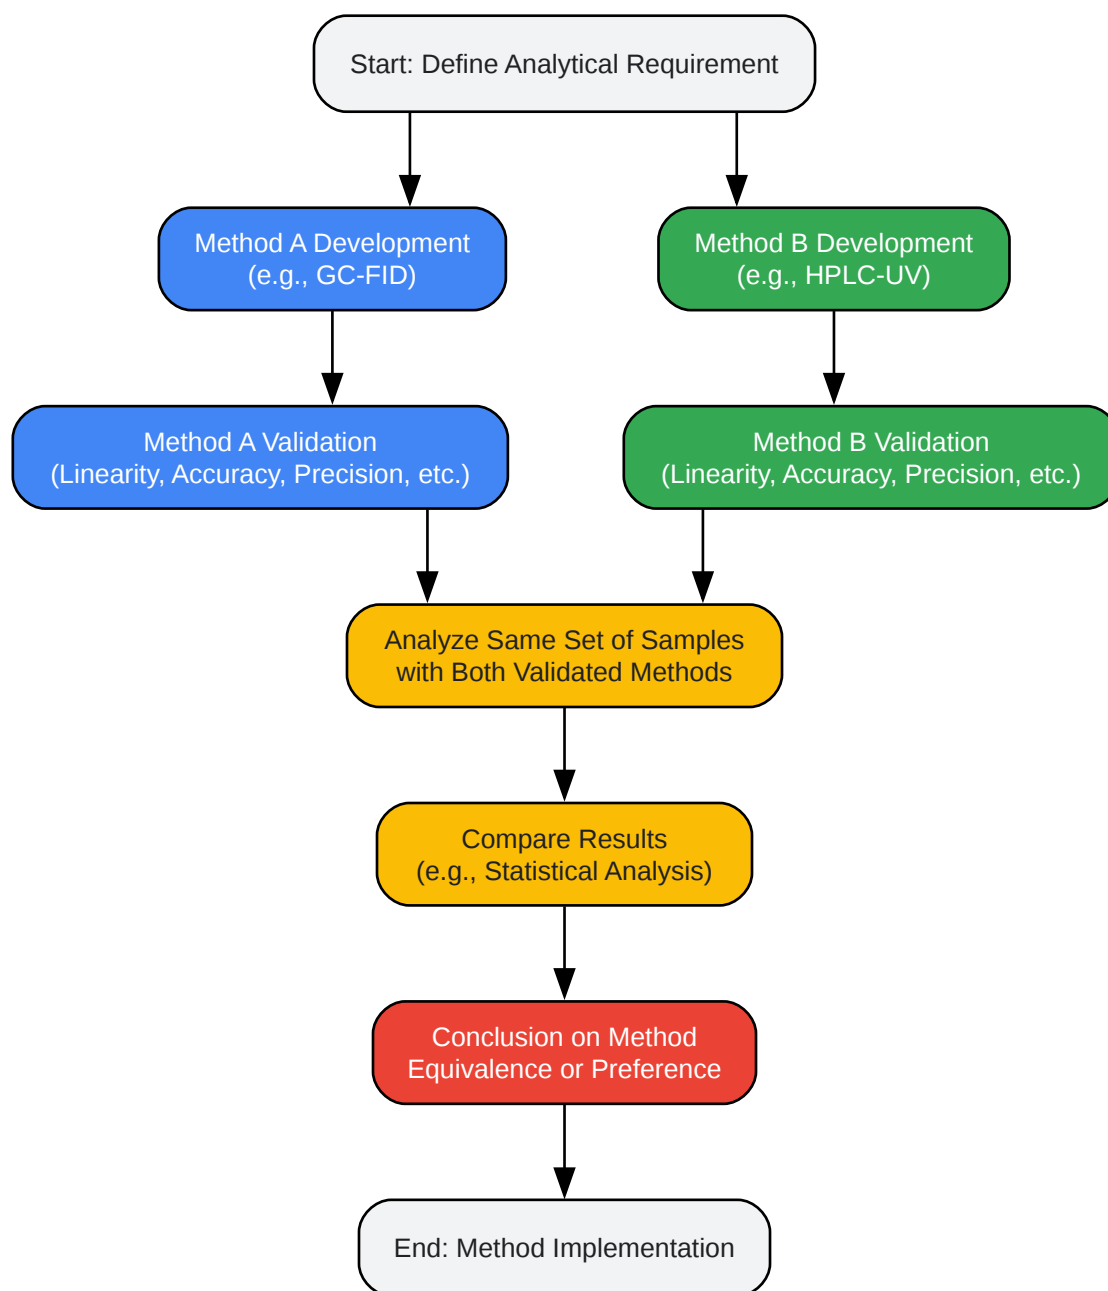 Start: Define Analytical Requirement
Method A Development
(e.g., GC-FID)
Method B Development
(e.g., HPLC-UV)
Method A Validation
(Linearity, Accuracy, Precision, etc.)
Method B Validation
(Linearity, Accuracy, Precision, etc.)
Analyze Same Set of Samples
with Both Validated Methods
Compare Results
(e.g., Statistical Analysis)
Conclusion on Method
Equivalence or Preference
End: Method Implementation